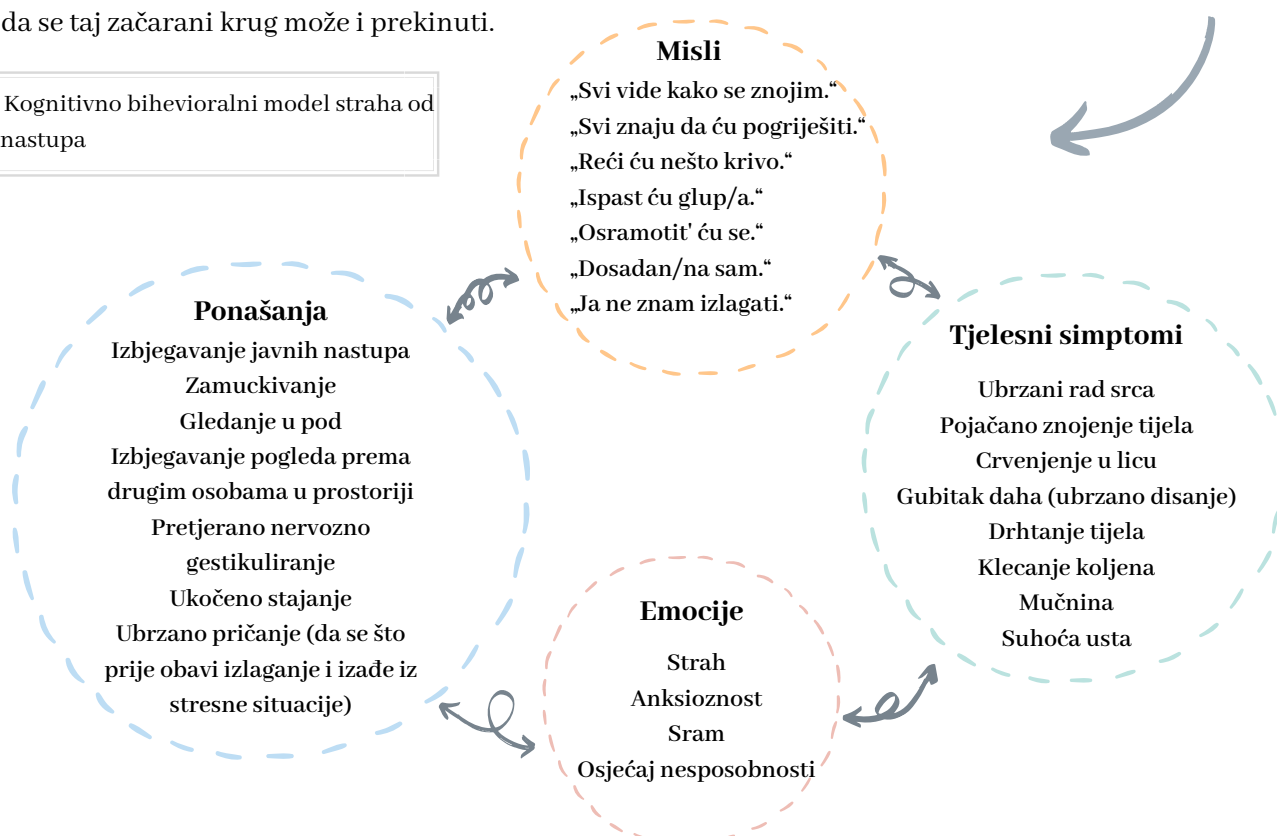 da se taj začarani krug može i prekinuti.
Kognitivno bihevioralni model straha od
nastupa
Misli
„Svi vide kako se znojim.“
„Svi znaju da ću pogriješiti.“
„Reći ću nešto krivo.“
„Ispast ću glup/a.“
„Osramotit' ću se.“
„Dosadan/na sam.“
„Ja ne znam izlagati.“
Ponašanja
Izbjegavanje javnih nastupa
Zamuckivanje
Gledanje u pod
Izbjegavanje pogleda prema
drugim osobama u prostoriji
Pretjerano nervozno
gestikuliranje
Ukočeno stajanje
Ubrzano pričanje (da se što
prije obavi izlaganje i izađe iz
stresne situacije)
Tjelesni simptomi
Ubrzani rad srca
Pojačano znojenje tijela
Crvenjenje u licu
Gubitak daha (ubrzano disanje)
Drhtanje tijela
Klecanje koljena
Mučnina
Suhoća usta
Emocije
Strah
Anksioznost
Sram
Osjećaj nesposobnosti